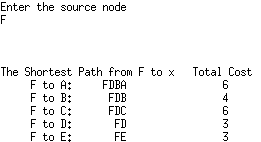 Enter the source node
F
The Shortest Path from F to x Total Cost
F to A: FDBA 6
F to B: FDB 4
F to C: FDC 6
F to D: FD 3
F to E: FE 3